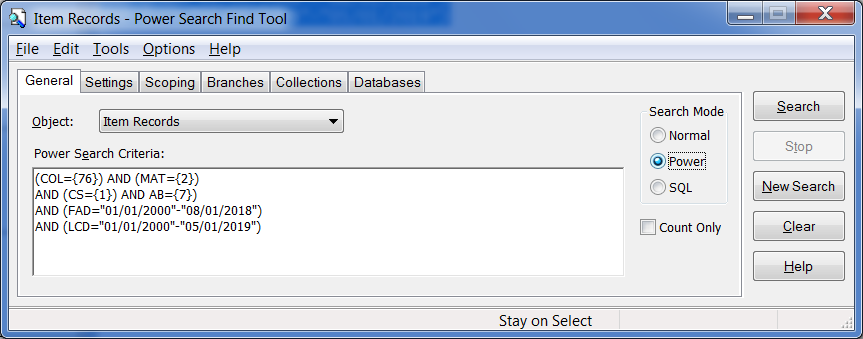 Item Records - Power Search Find Tool
File Edit Tools Options Help
General Settings Scoping Branches Collections Databases
Object: Item Records
Power Search Criteria:
(COL={76}) AND (MAT={2})
AND (CS={1}) AND AB={7})
AND (FAD="01/01/2000"-"08/01/2018")
AND (LCD="01/01/2000"-"05/01/2019")
Search Mode
Normal
Power
SQL
Count Only
Search
Stop
New Search
Clear
Help
Stay on Select